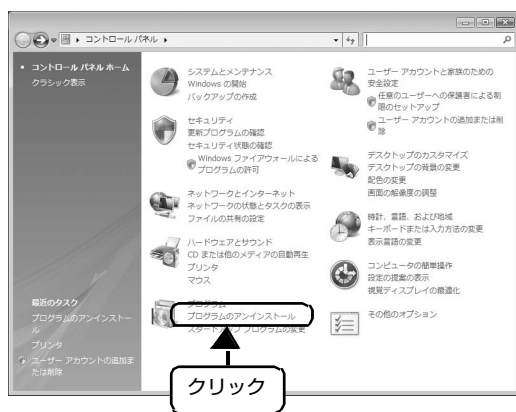 コントロール パネル
コントロール パネル ホーム
クラシック表示
システムとメンテナンス
Windows の開始
バックアップの作成
セキュリティ
更新プログラムの確認
セキュリティ状態の確認
Windows ファイアウォールによる
プログラムの許可
ネットワークとインターネット
ネットワークの状態とタスクの表示
ファイルの共有の設定
ハードウェアとサウンド
CD または他のメディアの自動再生
プリンタ
マウス
プログラム
プログラムのアンインストール
スタートアップ プログラムの変更
ユーザー アカウントと家族のための
安全設定
任意のユーザーへの保護者による制
限のセットアップ
ユーザー アカウントの追加または削
除
デスクトップのカスタマイズ
デスクトップの背景の変更
配色の変更
画面の解像度の調整
時計、言語、および地域
キーボードまたは入力方法の変更
表示言語の変更
コンピュータの簡単操作
設定の提案の表示
視覚ディスプレイの最適化
その他のオプション
最近のタスク
プログラムのアンインストー
ル
プリンタ
ユーザー アカウントの追加ま
たは削除
クリック